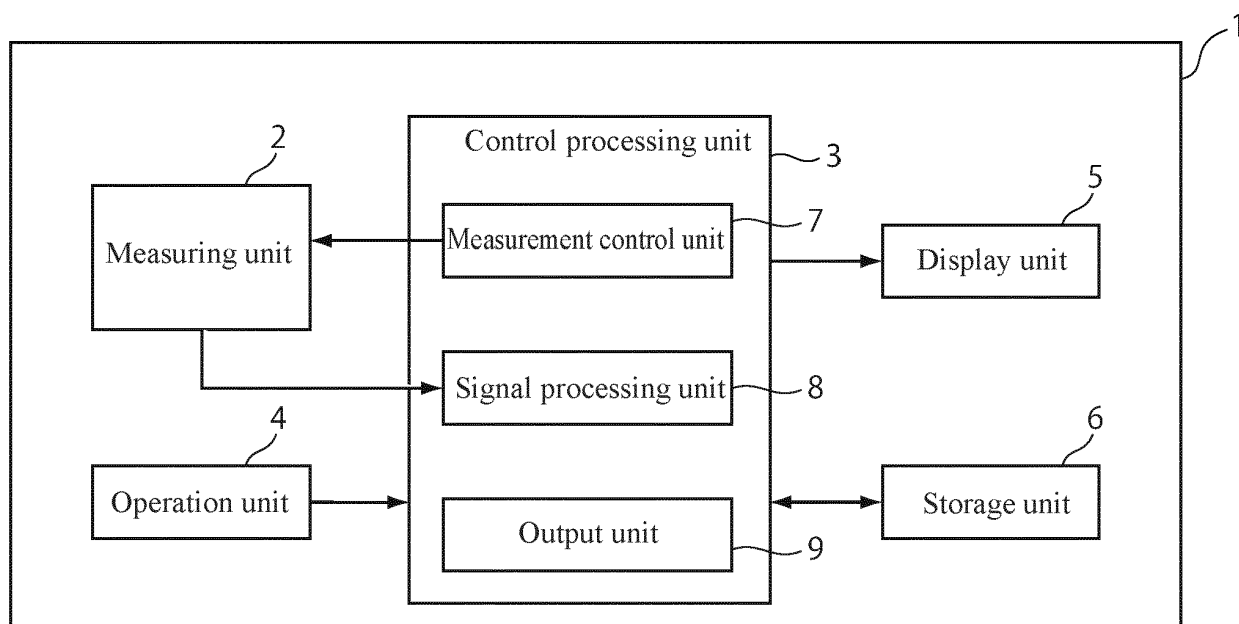 1
Control processing unit
3
2
Measuring unit
Measurement control unit
7
5
Display unit
Signal processing unit
8
4
Operation unit
6
Storage unit
Output unit
9